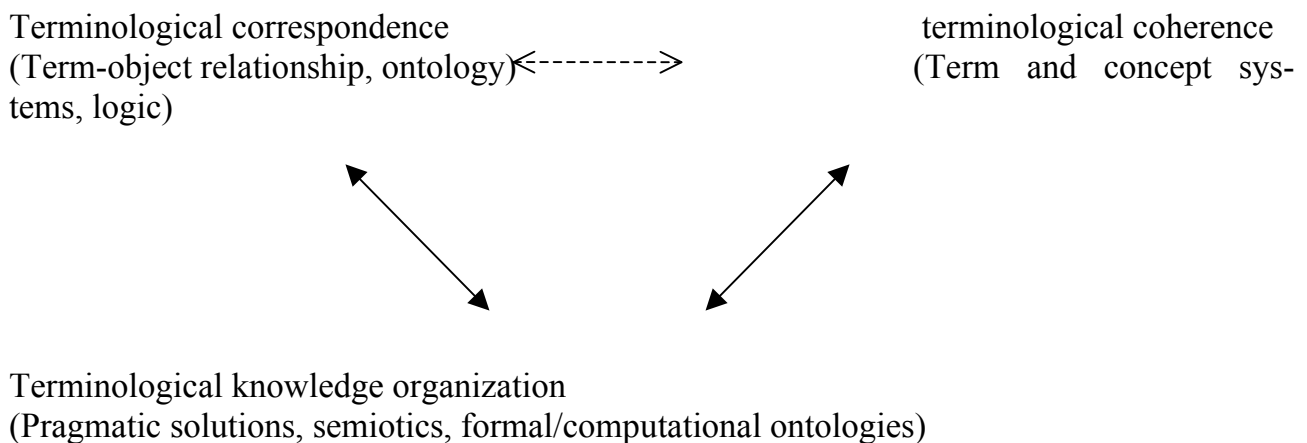 Terminological correspondence terminological coherence
(Term-object relationship, ontology) (Term and concept sys-
tems, logic)
Terminological knowledge organization
(Pragmatic solutions, semiotics, formal/computational ontologies)